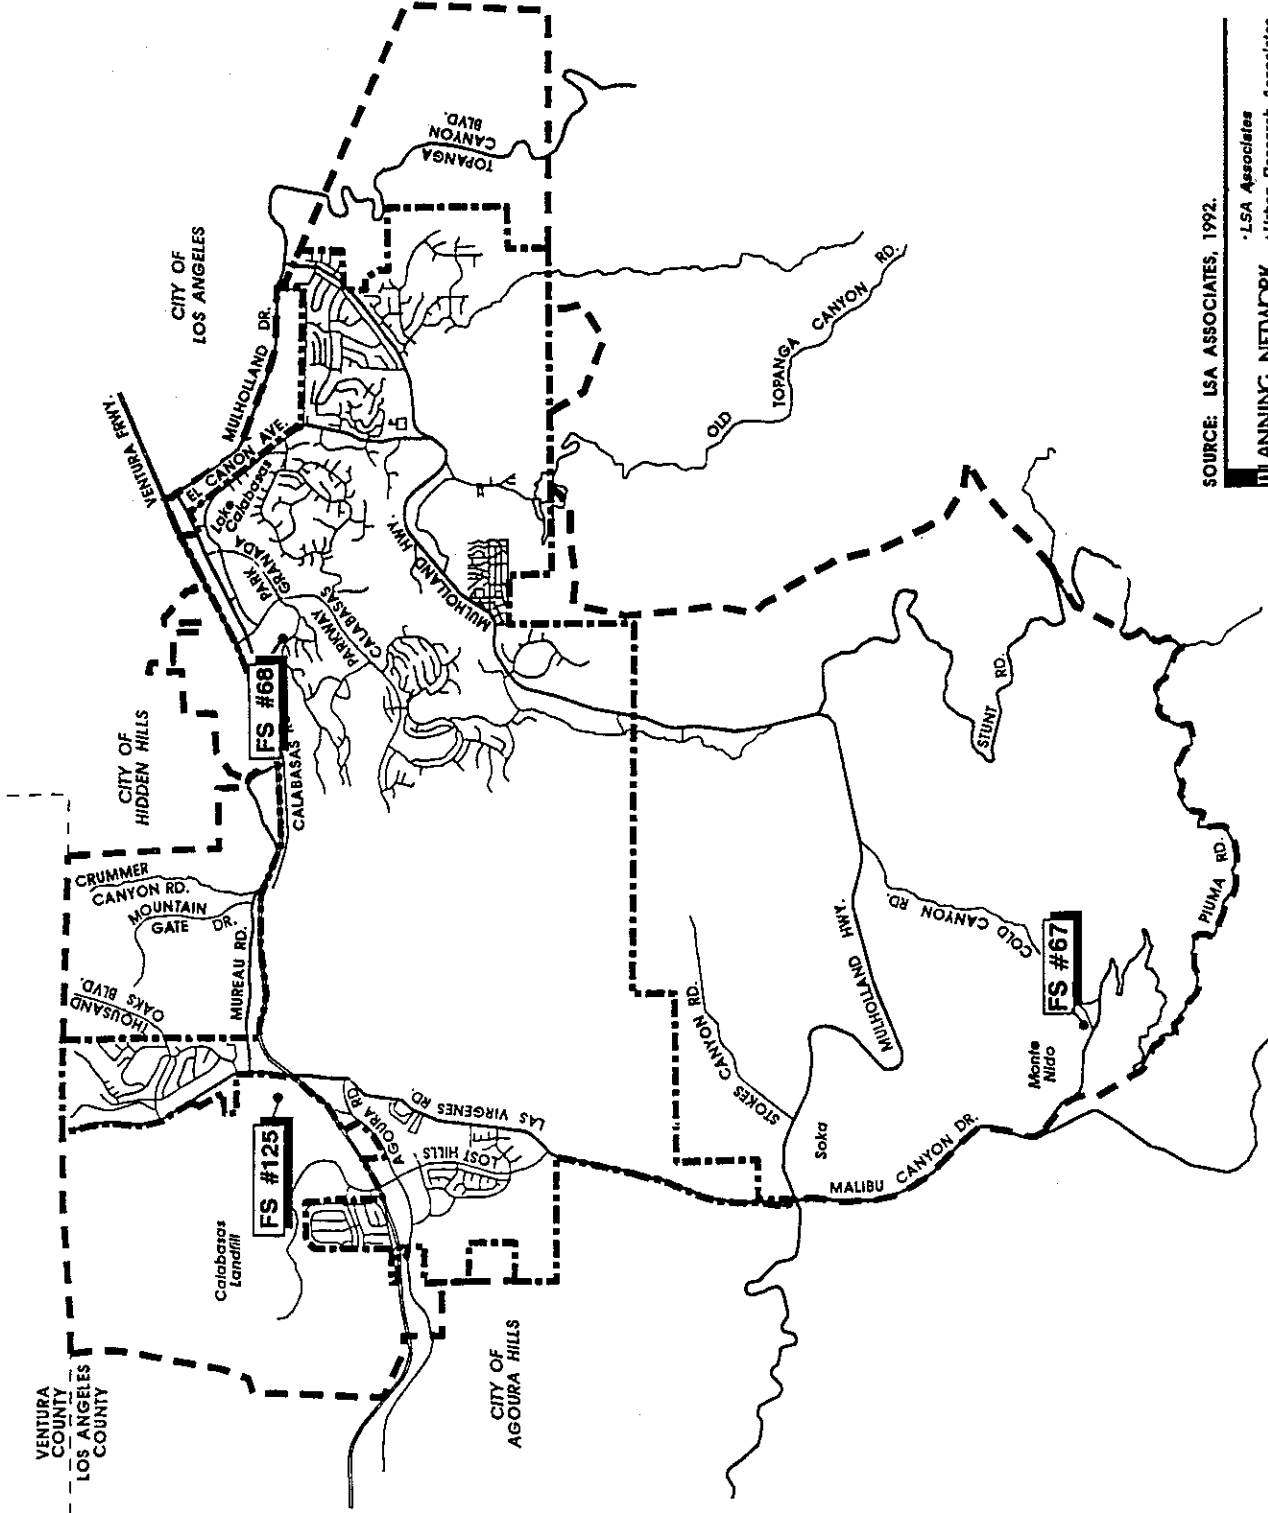 VENTURA
COUNTY
LOS ANGELES
COUNTY
CITY OF
AGOURA HILLS
Calabasas
Landfill
FS #125
THOUSAND
OAKS BLVD.
CRUMMER
CANYON RD.
MOUNTAIN
GATE DR.
MUREAU RD.
AGOURA RD.
LOST HILLS
LAS VIRGENES RD.
CITY OF
HIDDEN HILLS
CALABASAS
FS #68
VENTURA FRWY.
CITY OF
LOS ANGELES
MULHOLLAND DR.
EL CANON AVE.
Lake
Calabasas
PARK
GRANADA
PARKWAY
CALABASAS
MULHOLLAND HWY.
TOPANGA
CANYON
BLVD.
OLD TOPANGA CANYON RD.
STUNT RD.
STOKES CANYON RD.
MULHOLLAND HWY.
COLD CANYON RD.
Soka
MALIBU CANYON DR.
Monte
Nido
FS #67
PIUMA RD.
SOURCE: LSA ASSOCIATES, 1992.
·LSA Associates